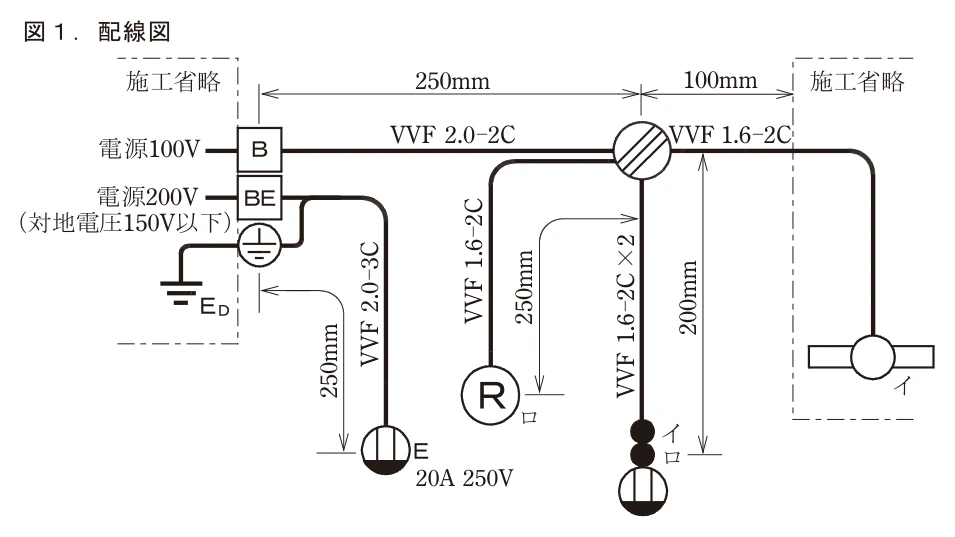 図1．配線図
施工省略
250mm
100mm
施工省略
電源100V
B
VVF 2.0-2C
VVF 1.6-2C
電源200V
BE
（対地電圧150V以下）
ED
VVF 2.0-3C
250mm
VVF 1.6-2C
250mm
VVF 1.6-2C×2
200mm
R
ロ
イ
イ
ロ
E
20A 250V